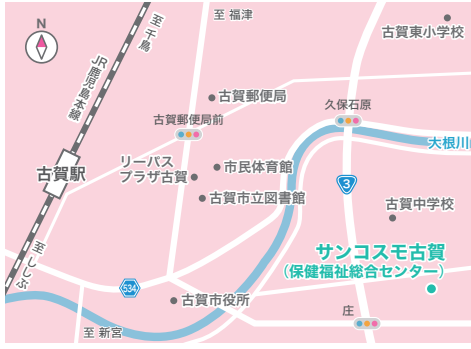 N
至 千鳥
至 福津
古賀東小学校
JR鹿児島本線
古賀郵便局
古賀郵便局前
久保石原
大根川
リーパス
プラザ古賀
市民体育館
古賀駅
古賀市立図書館
3
古賀中学校
至 ししぶ
サンコスモ古賀
(保健福祉総合センター)
534
古賀市役所
庄
至 新宮